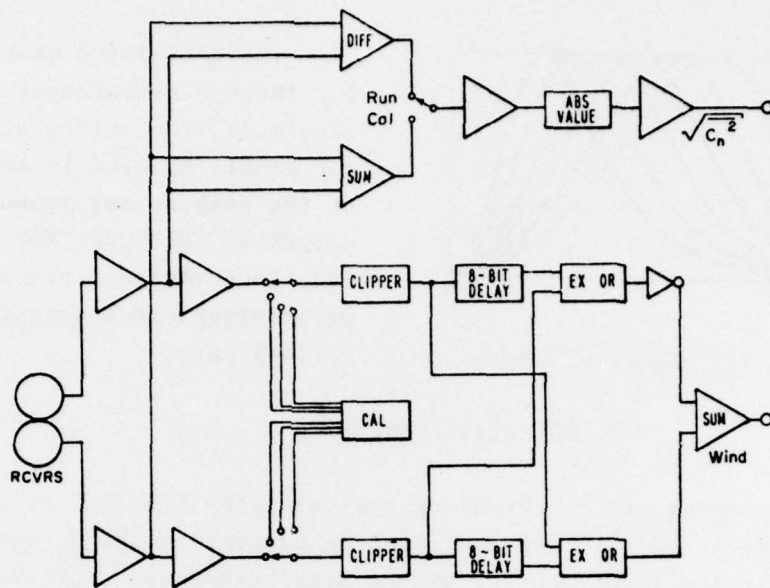 DIFF
Run
Cal
ABS
VALUE
√Cn²
SUM
CLIPPER
8-BIT
DELAY
EX OR
CAL
RCVRS
SUM
Wind
CLIPPER
8-BIT
DELAY
EX OR